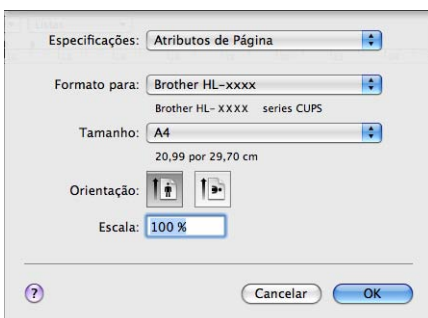 Especificações: Atributos de Página
Formato para: Brother HL-xxxx
Brother HL- XXXX series CUPS
Tamanho: A4
20,99 por 29,70 cm
Orientação:
Escala: 100 %
?
Cancelar OK